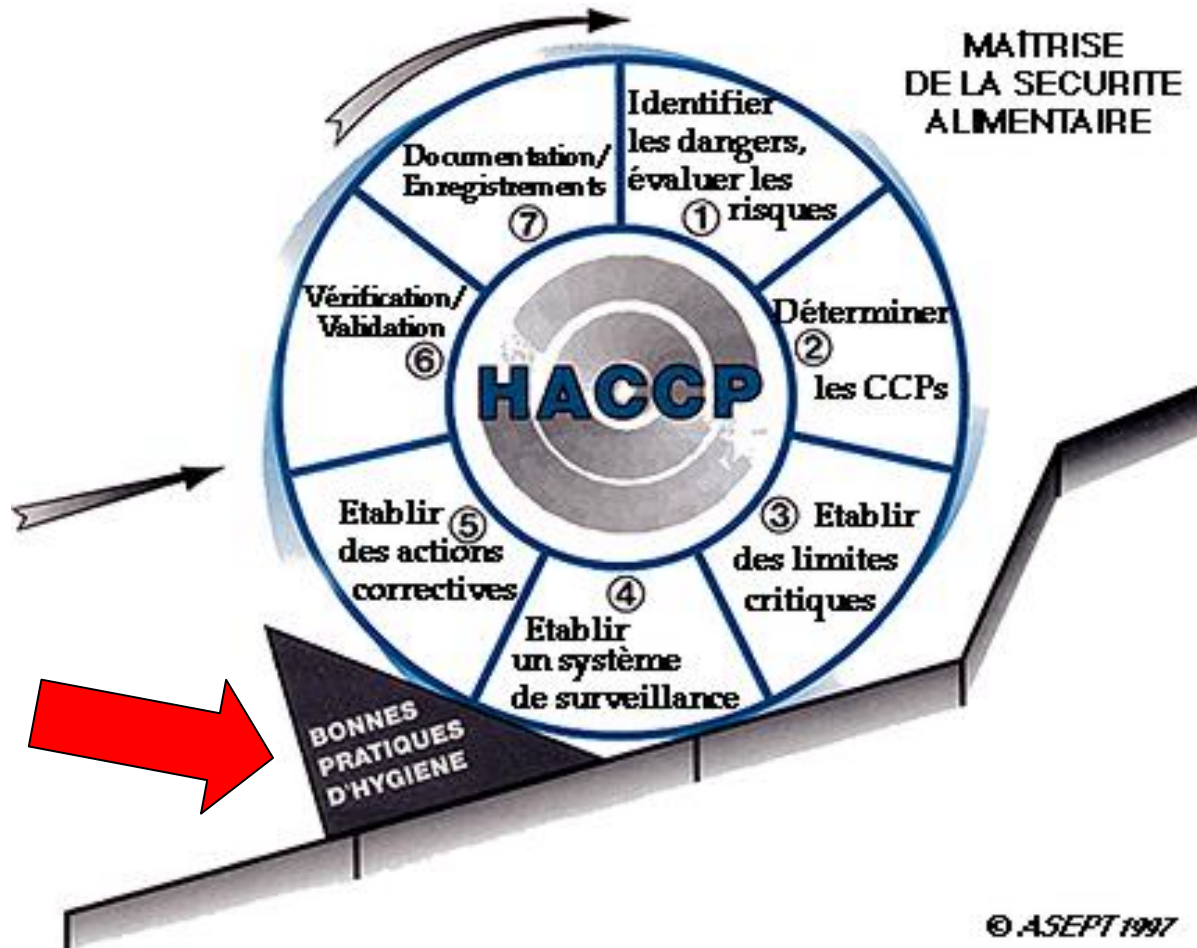 MAÎTRISE
DE LA SECURITE
ALIMENTAIRE
Identifier
les dangers,
évaluer les
① risques
Déterminer
②
les CCPs
③ Etablir
des limites
critiques
④
Etablir
un système
de surveillance
Etablir ⑤
des actions
correctives
Vérification/
Validation
⑥
Documentation/
Enregistrements
⑦
HACCP
BONNES
PRATIQUES
D'HYGIENE
© ASEPT 1997